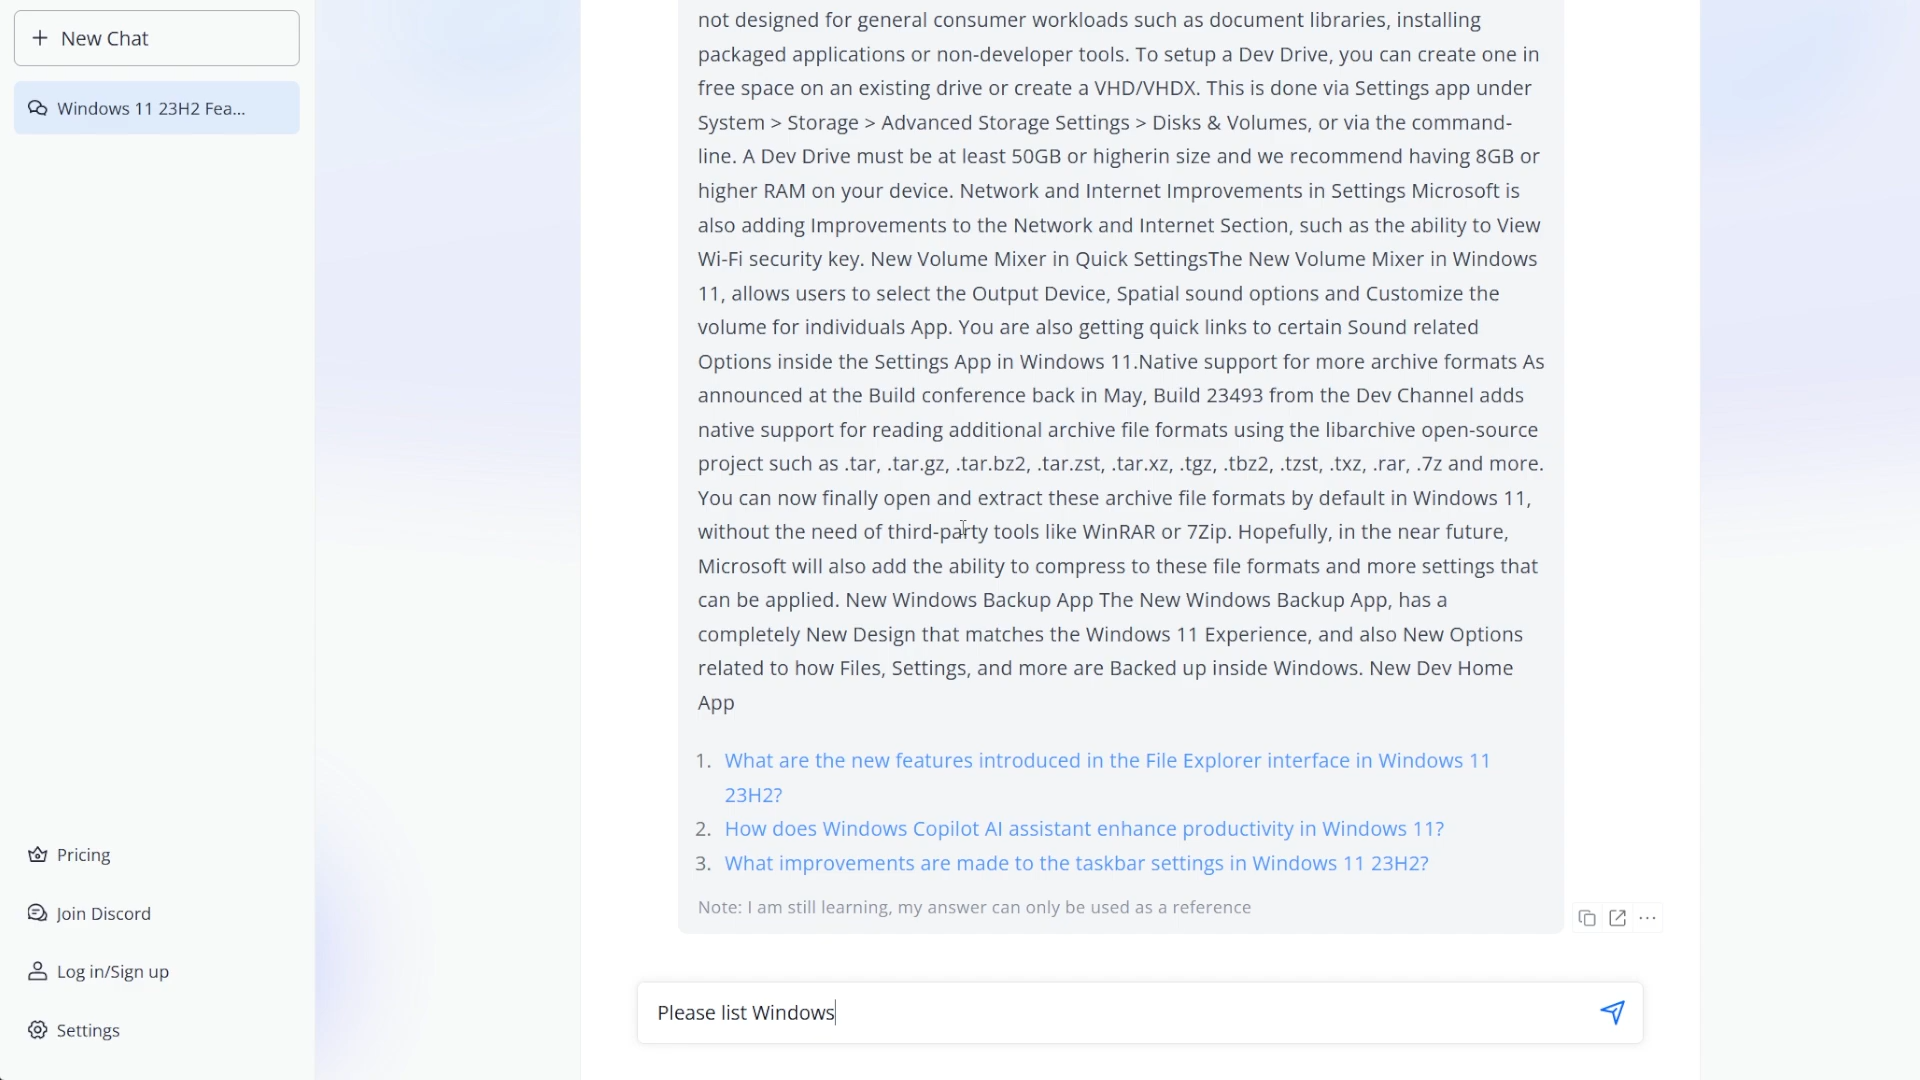 New Chat
Windows 11 23H2 Fea...
Pricing
Join Discord
Log in/Sign up
Settings
not designed for general consumer workloads such as document libraries, installing
packaged applications or non-developer tools. To setup a Dev Drive, you can create one in
free space on an existing drive or create a VHD/VHDX. This is done via Settings app under
System > Storage > Advanced Storage Settings > Disks & Volumes, or via the command-
line. A Dev Drive must be at least 50GB or higherin size and we recommend having 8GB or
higher RAM on your device. Network and Internet Improvements in Settings Microsoft is
also adding Improvements to the Network and Internet Section, such as the ability to View
Wi-Fi security key. New Volume Mixer in Quick SettingsThe New Volume Mixer in Windows
11, allows users to select the Output Device, Spatial sound options and Customize the
volume for individuals App. You are also getting quick links to certain Sound related
Options inside the Settings App in Windows 11.Native support for more archive formats As
announced at the Build conference back in May, Build 23493 from the Dev Channel adds
native support for reading additional archive file formats using the libarchive open-source
project such as .tar, .tar.gz, .tar.bz2, .tar.zst, .tar.xz, .tgz, .tbz2, .tzst, .txz, .rar, .7z and more.
You can now finally open and extract these archive file formats by default in Windows 11,
without the need of third-party tools like WinRAR or 7Zip. Hopefully, in the near future,
Microsoft will also add the ability to compress to these file formats and more settings that
can be applied. New Windows Backup App The New Windows Backup App, has a
completely New Design that matches the Windows 11 Experience, and also New Options
related to how Files, Settings, and more are Backed up inside Windows. New Dev Home
App
1. What are the new features introduced in the File Explorer interface in Windows 11
23H2?
2. How does Windows Copilot AI assistant enhance productivity in Windows 11?
3. What improvements are made to the taskbar settings in Windows 11 23H2?
Note: I am still learning, my answer can only be used as a reference
Please list Windows